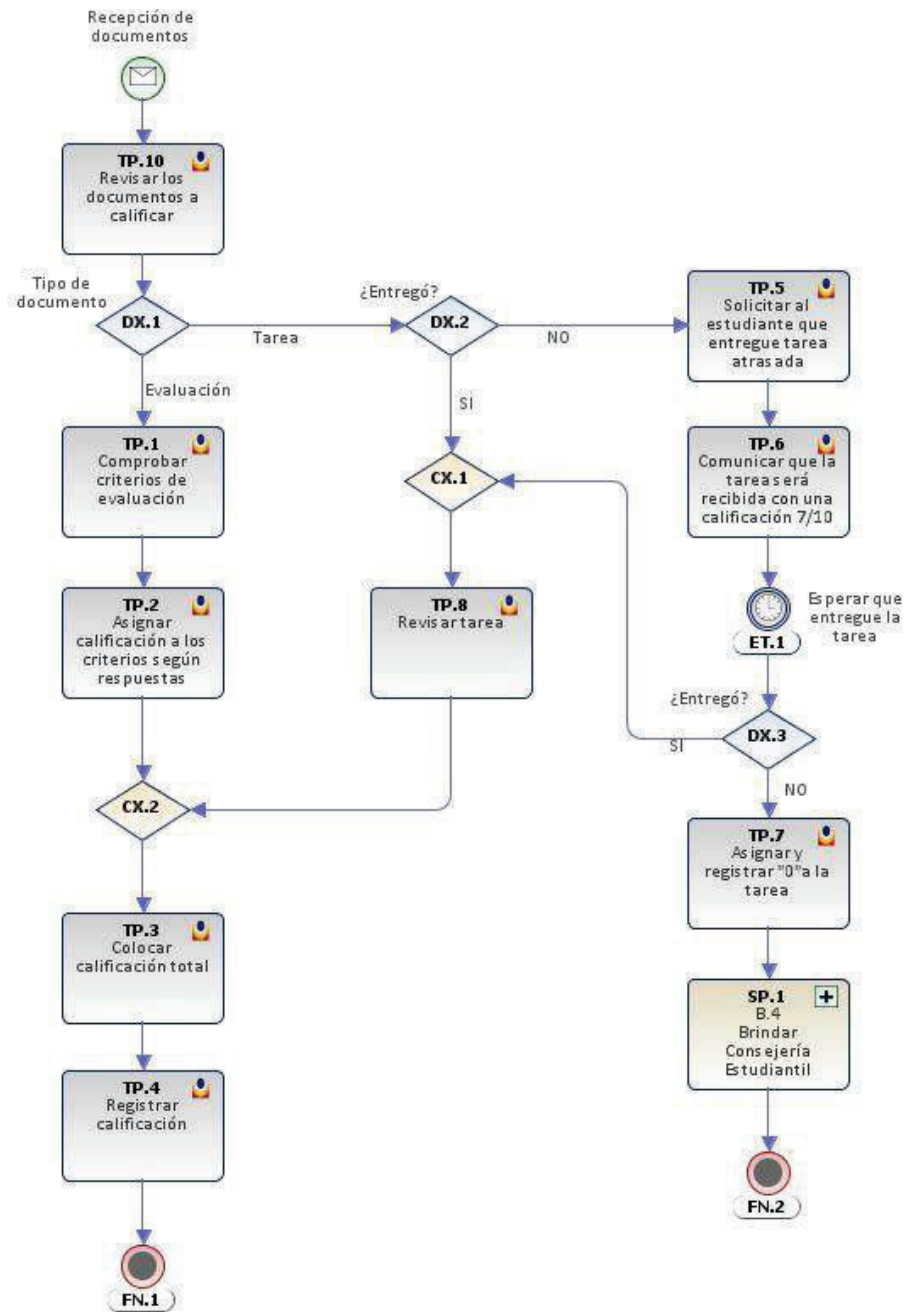 Recepción de
documentos
TP.10
Revisar los
documentos a
calificar
Tipo de
documento
DX.1
Tarea
¿Entregó?
DX.2
NO
TP.5
Solicitar al
estudiante que
entregue tarea
atrasada
Evaluación
SI
TP.1
Comprobar
criterios de
evaluación
CX.1
TP.6
Comunicar que la
tarea será
recibida con una
calificación 7/10
TP.2
Asignar
calificación a los
criterios según
respuestas
TP.8
Revisar tarea
Esperar que
entregue la
tarea
ET.1
¿Entregó?
DX.3
SI
NO
CX.2
TP.7
Asignar y
registrar "0"a la
tarea
TP.3
Colocar
calificación total
SP.1
B.4
Brindar
Consejería
Estudiantil
TP.4
Registrar
calificación
FN.2
FN.1